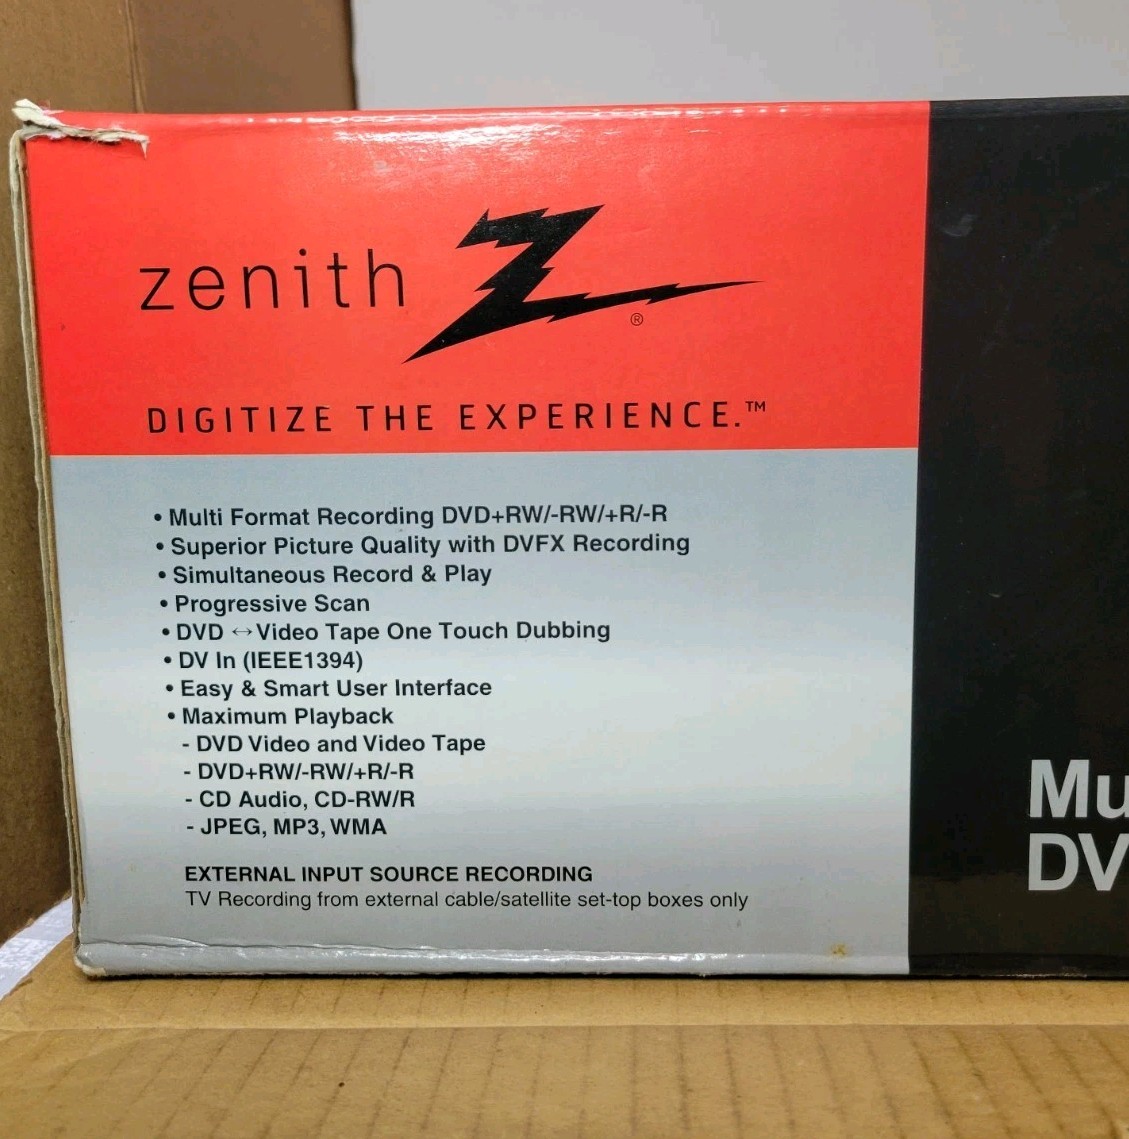 zenith
®
DIGITIZE THE EXPERIENCE.™
• Multi Format Recording DVD+RW/-RW/+R/-R
• Superior Picture Quality with DVFX Recording
• Simultaneous Record & Play
• Progressive Scan
• DVD ↔ Video Tape One Touch Dubbing
• DV In (IEEE1394)
• Easy & Smart User Interface
• Maximum Playback
- DVD Video and Video Tape
- DVD+RW/-RW/+R/-R
- CD Audio, CD-RW/R
- JPEG, MP3, WMA
EXTERNAL INPUT SOURCE RECORDING
TV Recording from external cable/satellite set-top boxes only
Mu
DV